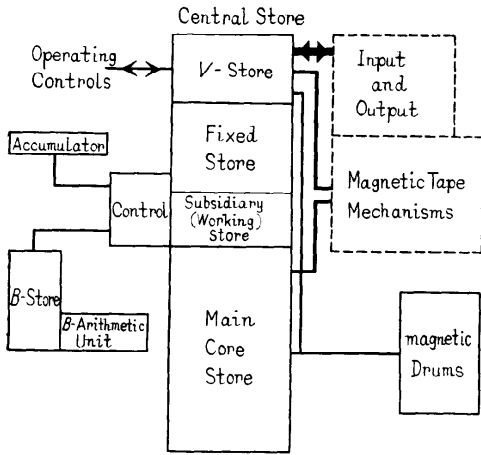 Central Store
Operating
Controls
V-Store
Input
and
Output
Fixed
Store
Accumulator
Control
Subsidiary
(Working)
Store
Magnetic Tape
Mechanisms
B-Store
B-Arithmetic
Unit
Main
Core
Store
magnetic
Drums